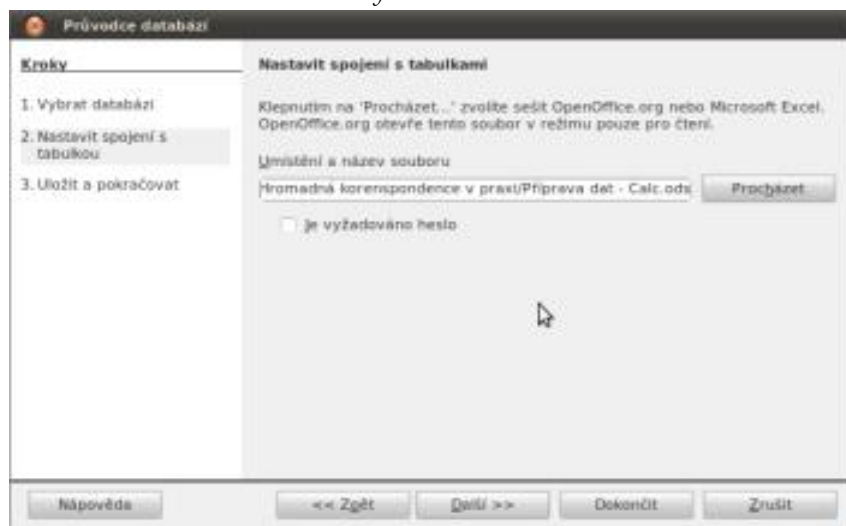 Průvodce databází
Kroky
1. Vybrat databázi
2. Nastavit spojení s
tabulkou
3. Uložit a pokračovat
Nastavit spojení s tabulkami
Klepnutím na 'Procházet...' zvolíte sešit OpenOffice.org nebo Microsoft Excel.
OpenOffice.org otevře tento soubor v režimu pouze pro čtení.
Umístění a název souboru
Hromadná korenspondence v praxi/Příprava dat - Calc.ods
Procházet
Je vyžadováno heslo
Nápověda
<< Zpět
Další >>
Dokončit
Zrušit